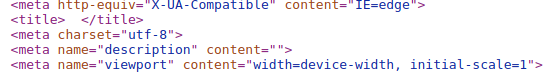 <meta http-equiv="X-UA-Compatible" content="IE=edge">
<title>  </title>
<meta charset="utf-8">
<meta name="description" content="">
<meta name="viewport" content="width=device-width, initial-scale=1">